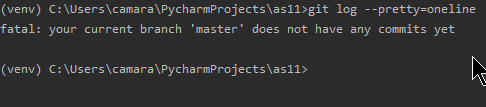 (venv) C:\Users\camara\PycharmProjects\as11>git log --pretty=oneline
fatal: your current branch 'master' does not have any commits yet
(venv) C:\Users\camara\PycharmProjects\as11>